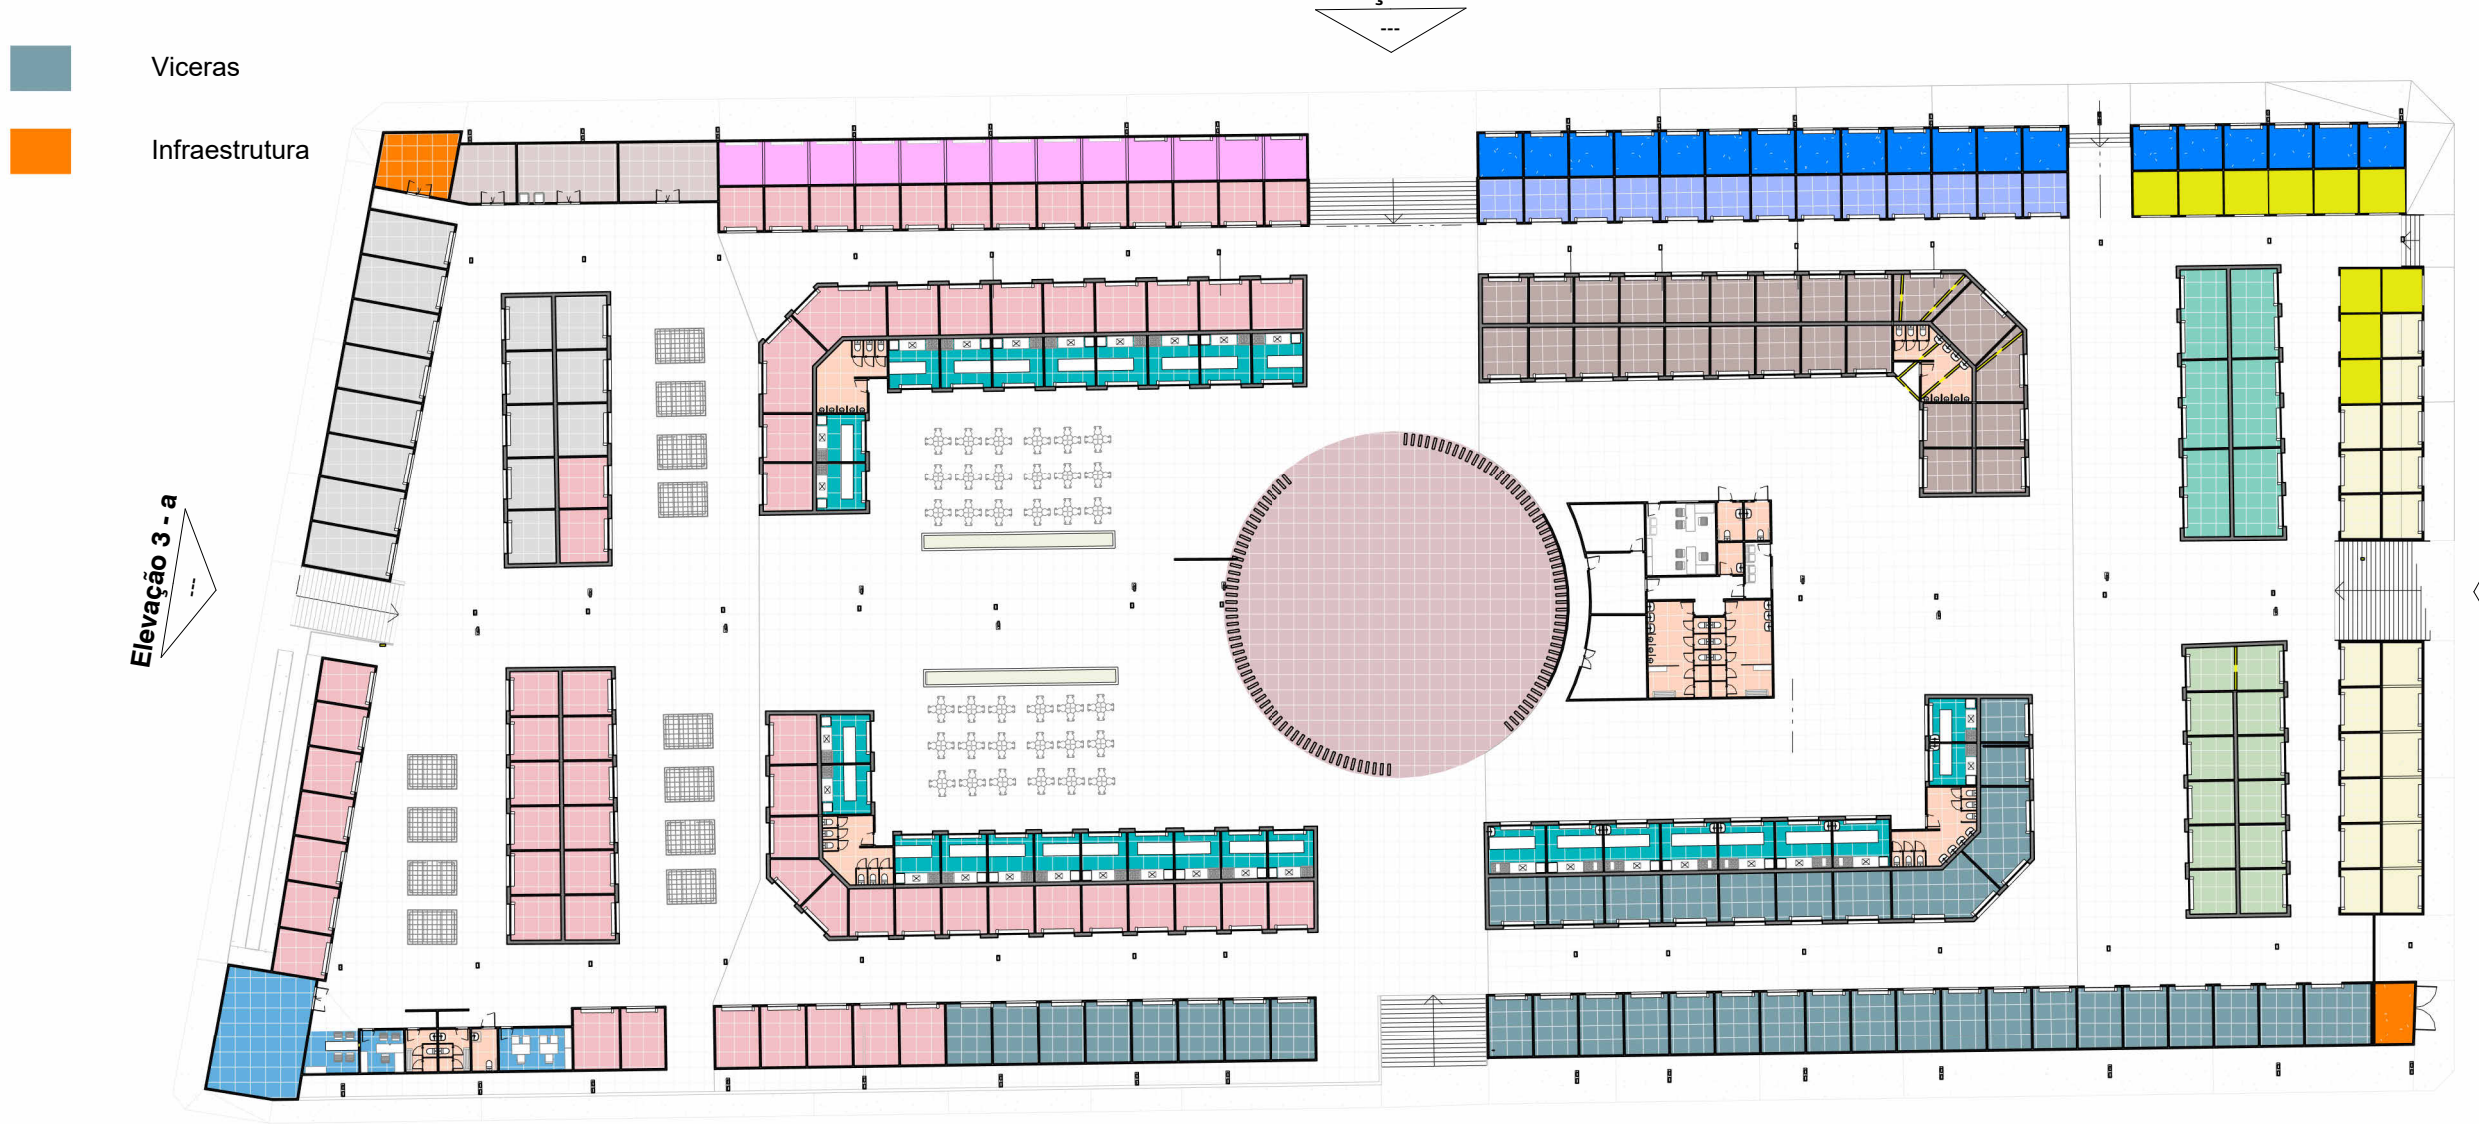 ---
Viceras
Infraestrutura
Elevação 3 - a
---